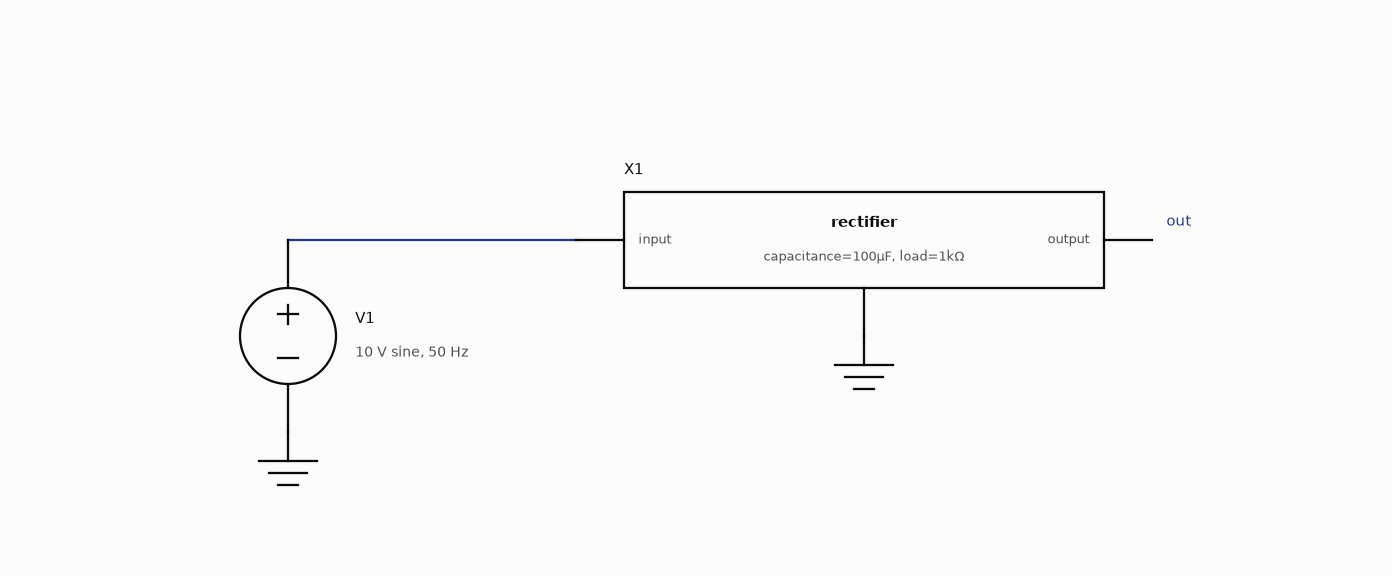 X1
out
rectifier
input
output
capacitance=100µF, load=1kΩ
V1
10 V sine, 50 Hz